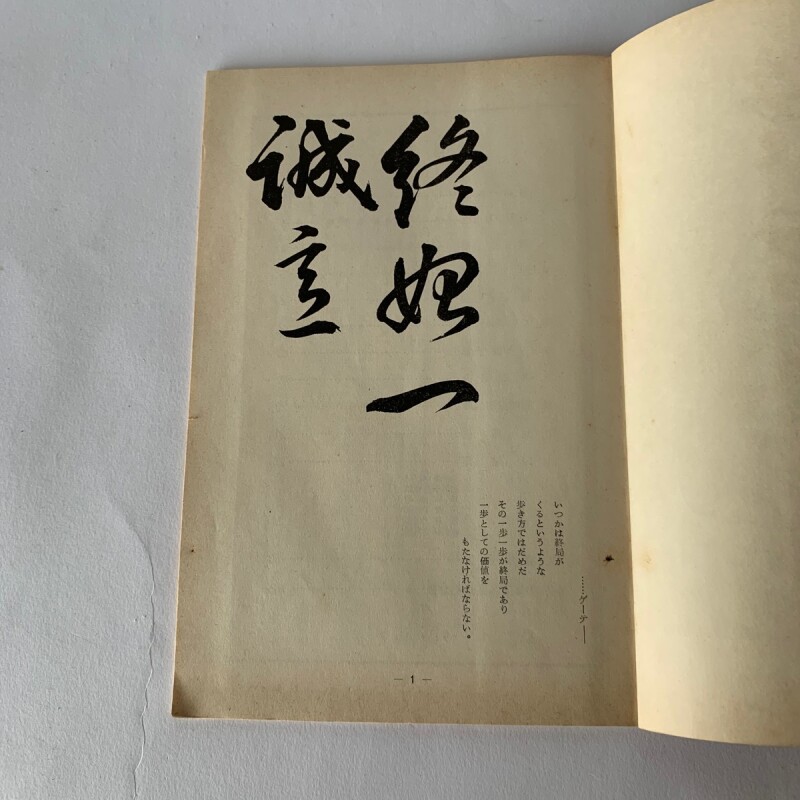 終始一
誠意
……ゲーテ——
いつかは終局が
くるというような
歩き方ではだめだ
その一歩一歩が終局であり
一歩としての価値を
もたなければならない。
— 1 —